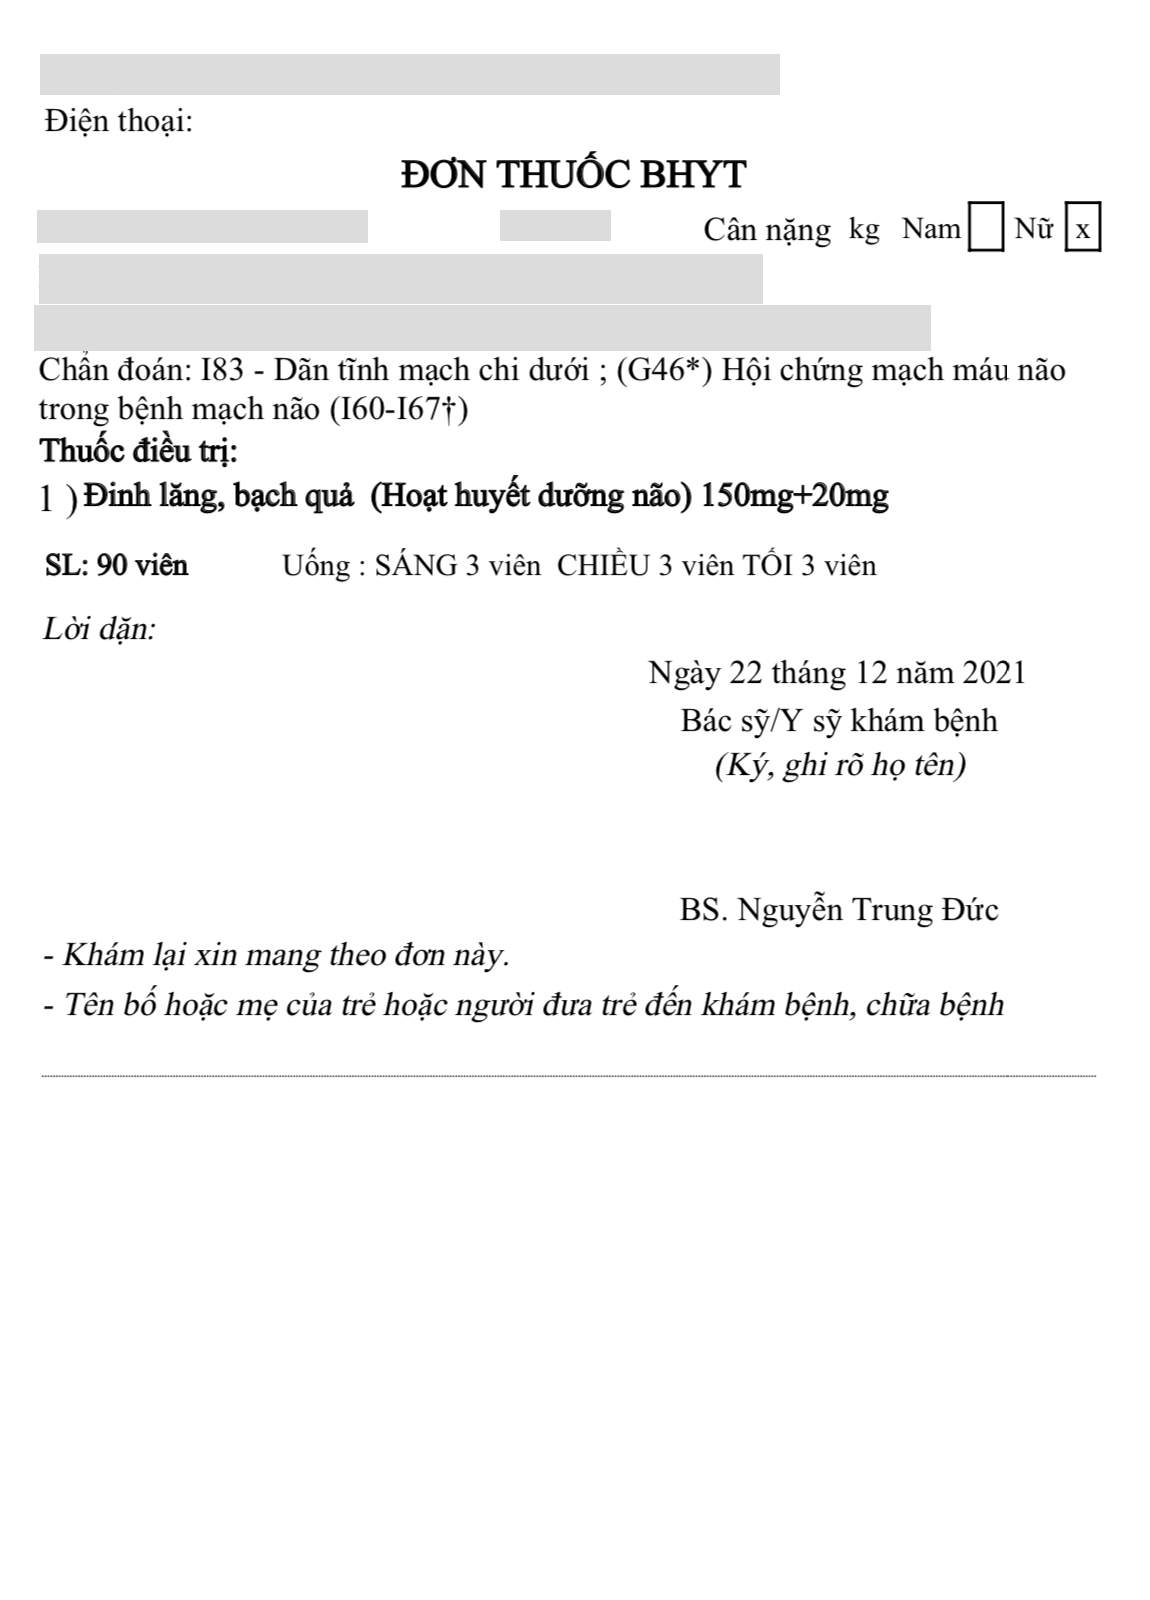 Điện thoại:
ĐƠN THUỐC BHYT
Cân nặng kg Nam Nữ x
Chẩn đoán: I83 - Dãn tĩnh mạch chi dưới ; (G46*) Hội chứng mạch máu não
trong bệnh mạch não (I60-I67†)
Thuốc điều trị:
1 ) Đinh lăng, bạch quả (Hoạt huyết dưỡng não) 150mg+20mg
SL: 90 viên Uống : SÁNG 3 viên CHIỀU 3 viên TỐI 3 viên
Lời dặn:
Ngày 22 tháng 12 năm 2021
Bác sỹ/Y sỹ khám bệnh
(Ký, ghi rõ họ tên)
BS. Nguyễn Trung Đức
- Khám lại xin mang theo đơn này.
- Tên bố hoặc mẹ của trẻ hoặc người đưa trẻ đến khám bệnh, chữa bệnh